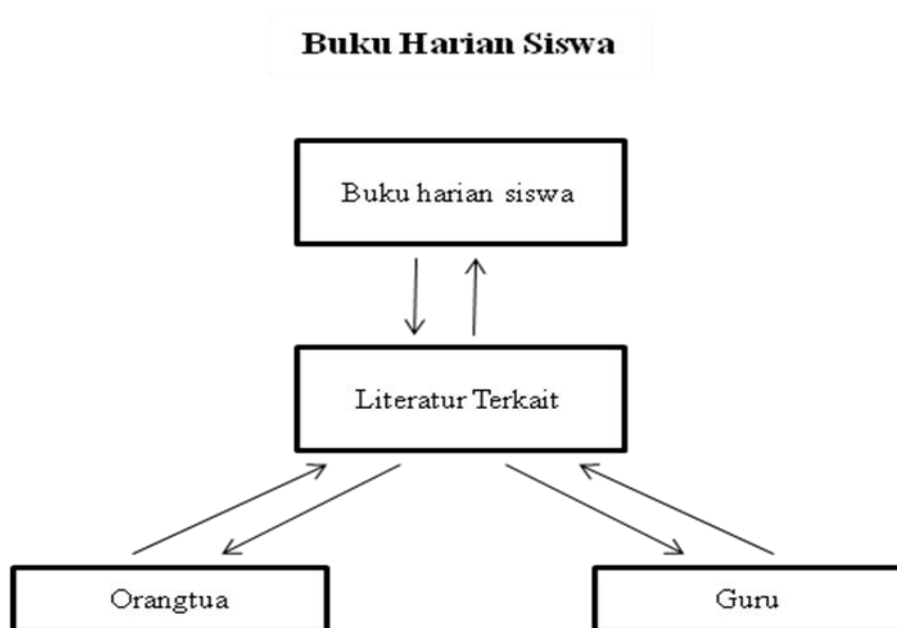 Buku Harian Siswa
Buku harian siswa
Literatur Terkait
Orangtua
Guru